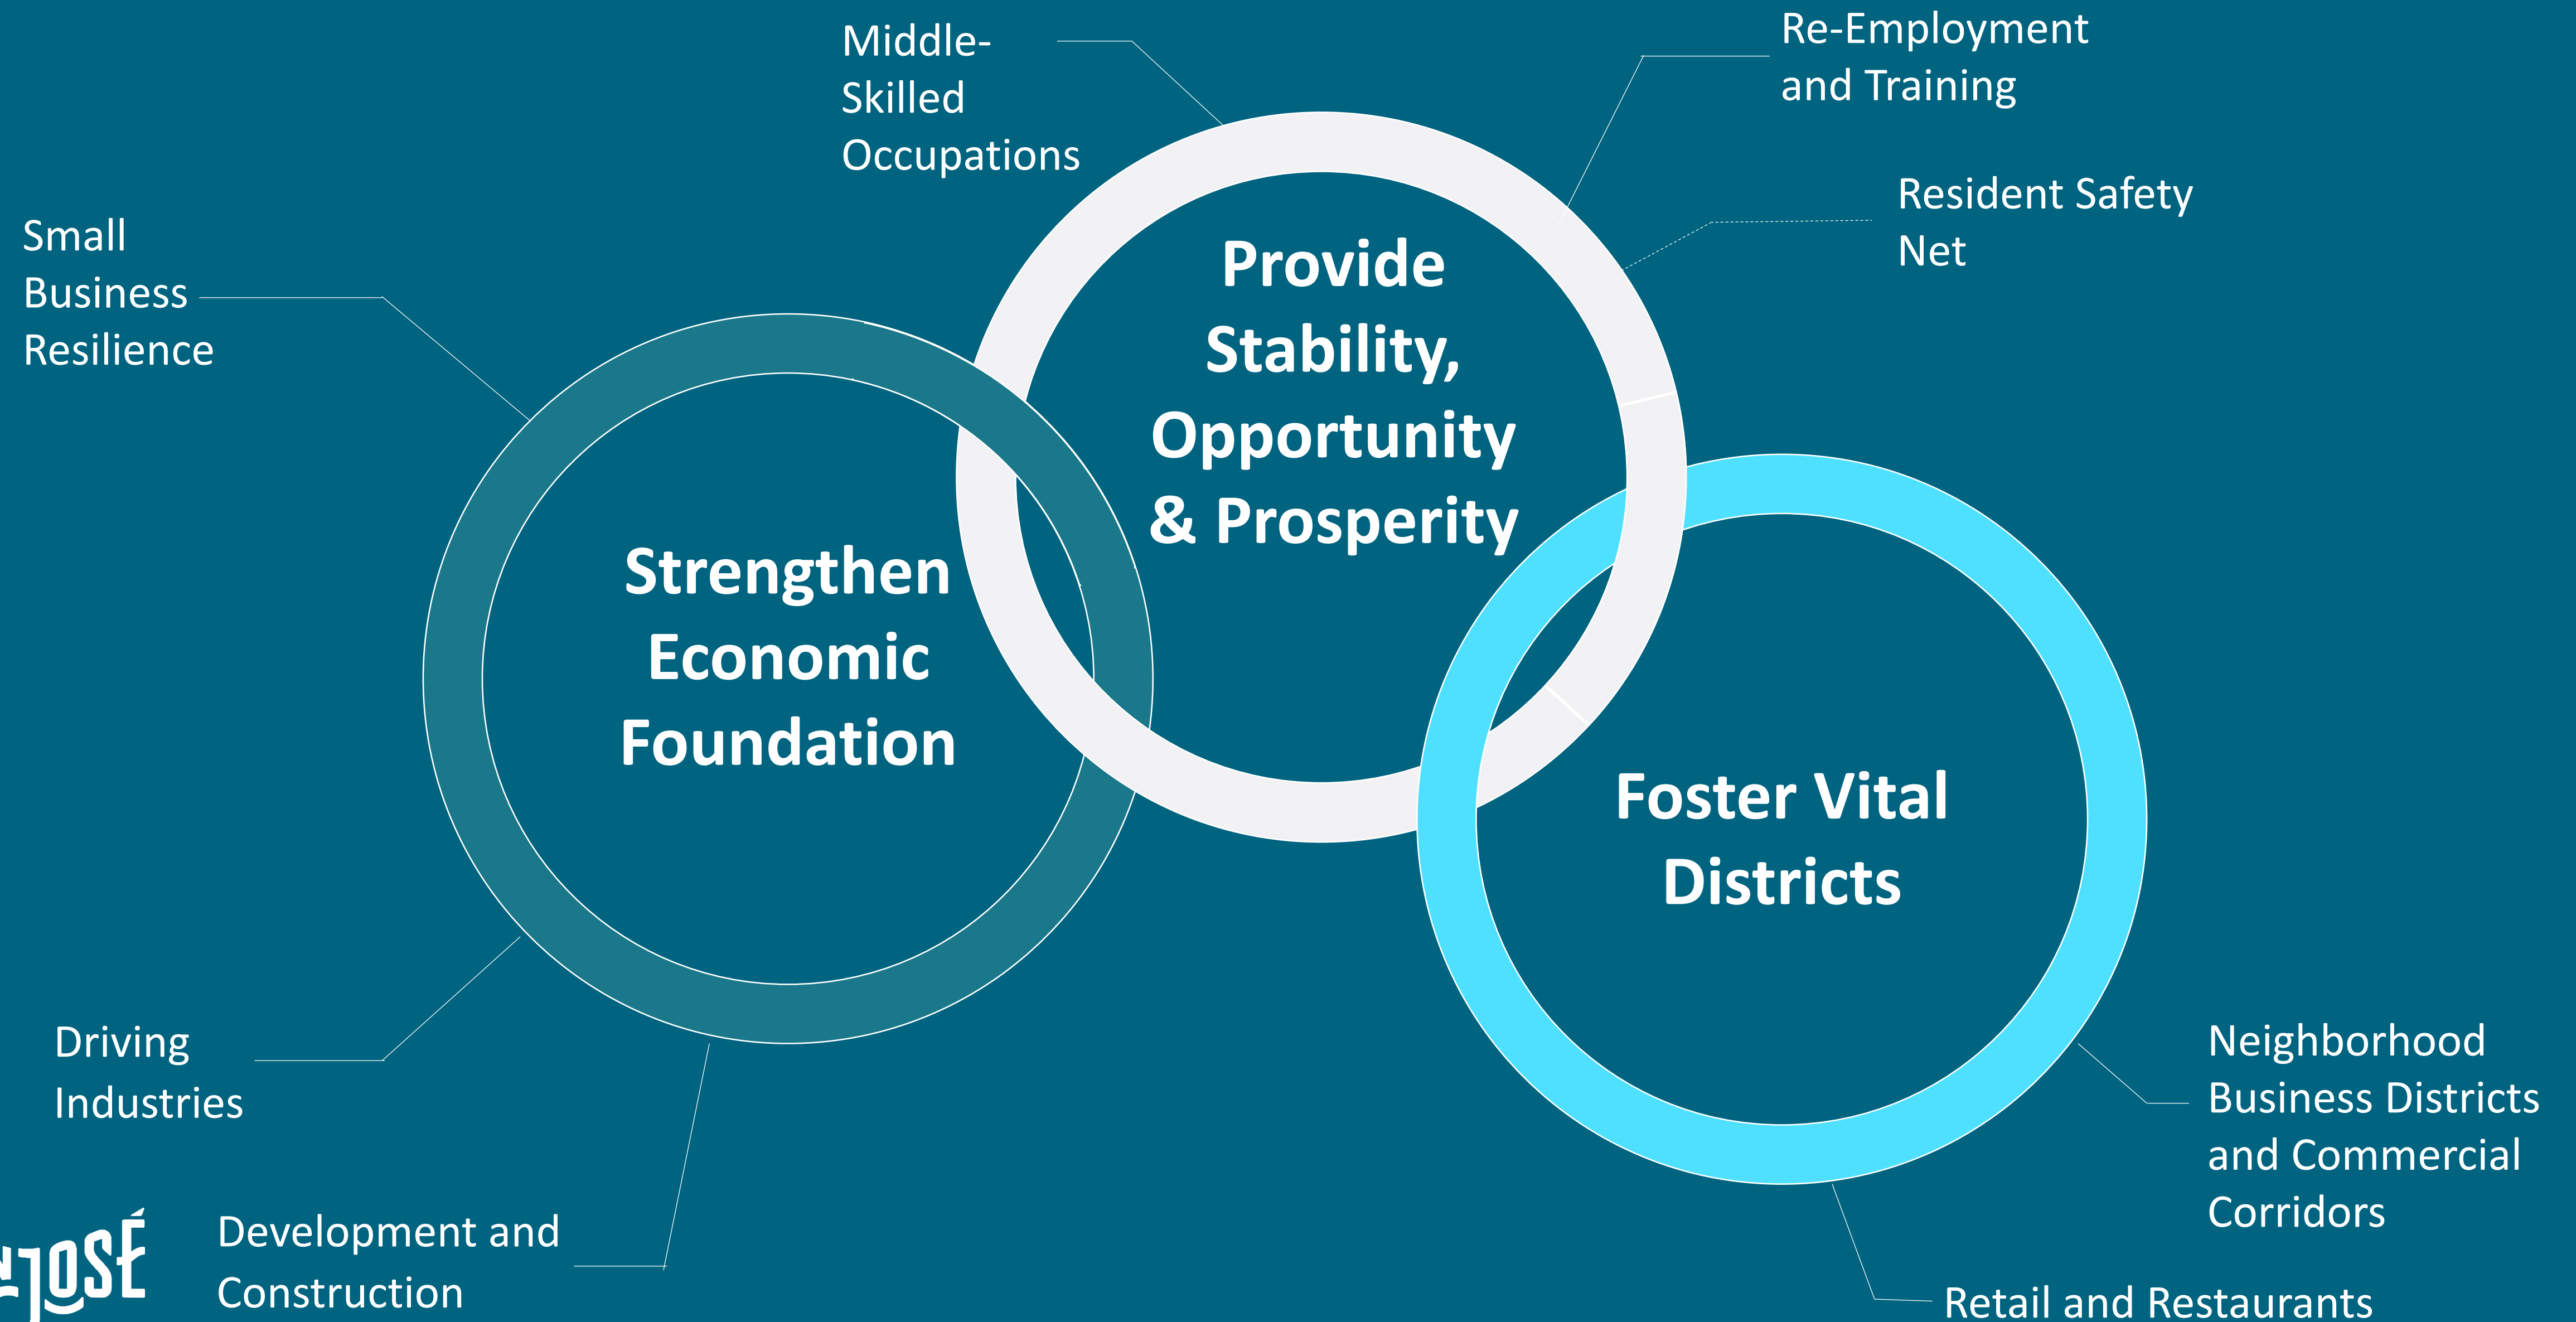 Middle-
Skilled
Occupations
Re-Employment
and Training
Resident Safety
Net
Small
Business
Resilience
Provide
Stability,
Opportunity
& Prosperity
Strengthen
Economic
Foundation
Foster Vital
Districts
Driving
Industries
Neighborhood
Business Districts
and Commercial
Corridors
Development and
Construction
Retail and Restaurants
JOSÉ